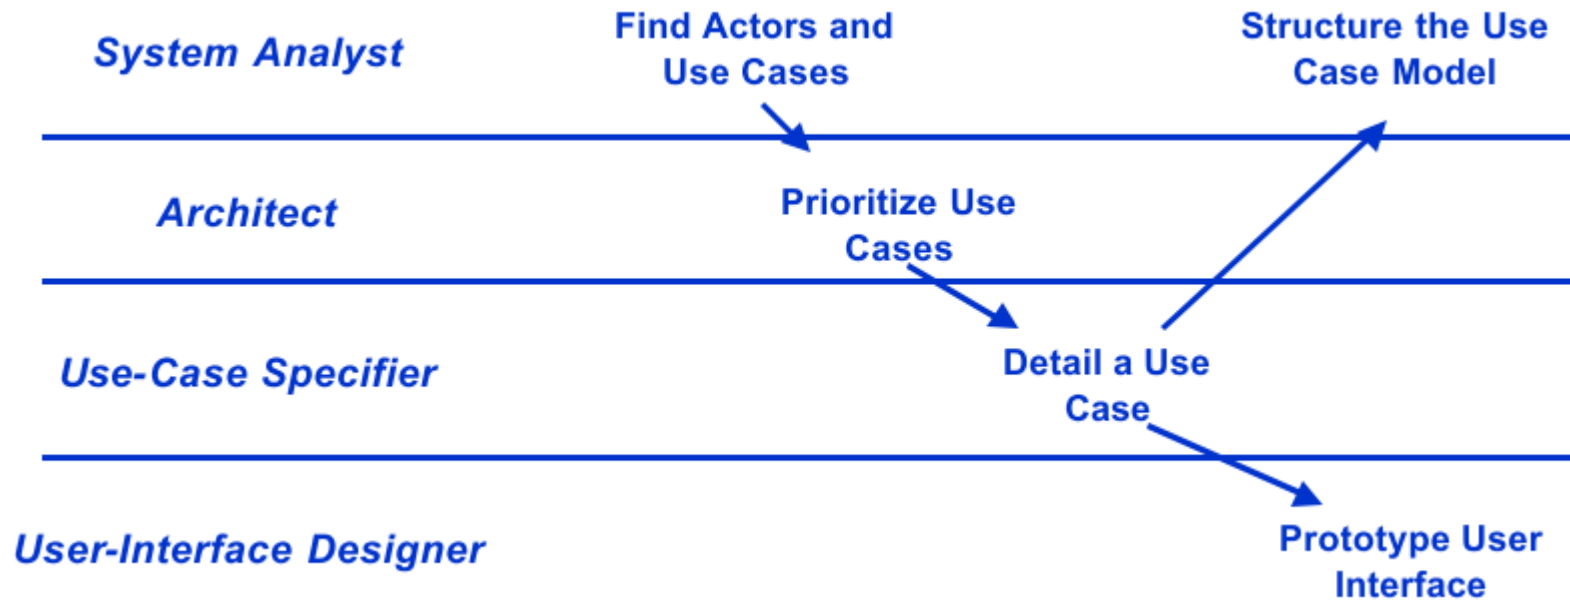 System Analyst
Find Actors and
Use Cases
Structure the Use
Case Model
Architect
Prioritize Use
Cases
Use-Case Specifier
Detail a Use
Case
User-Interface Designer
Prototype User
Interface